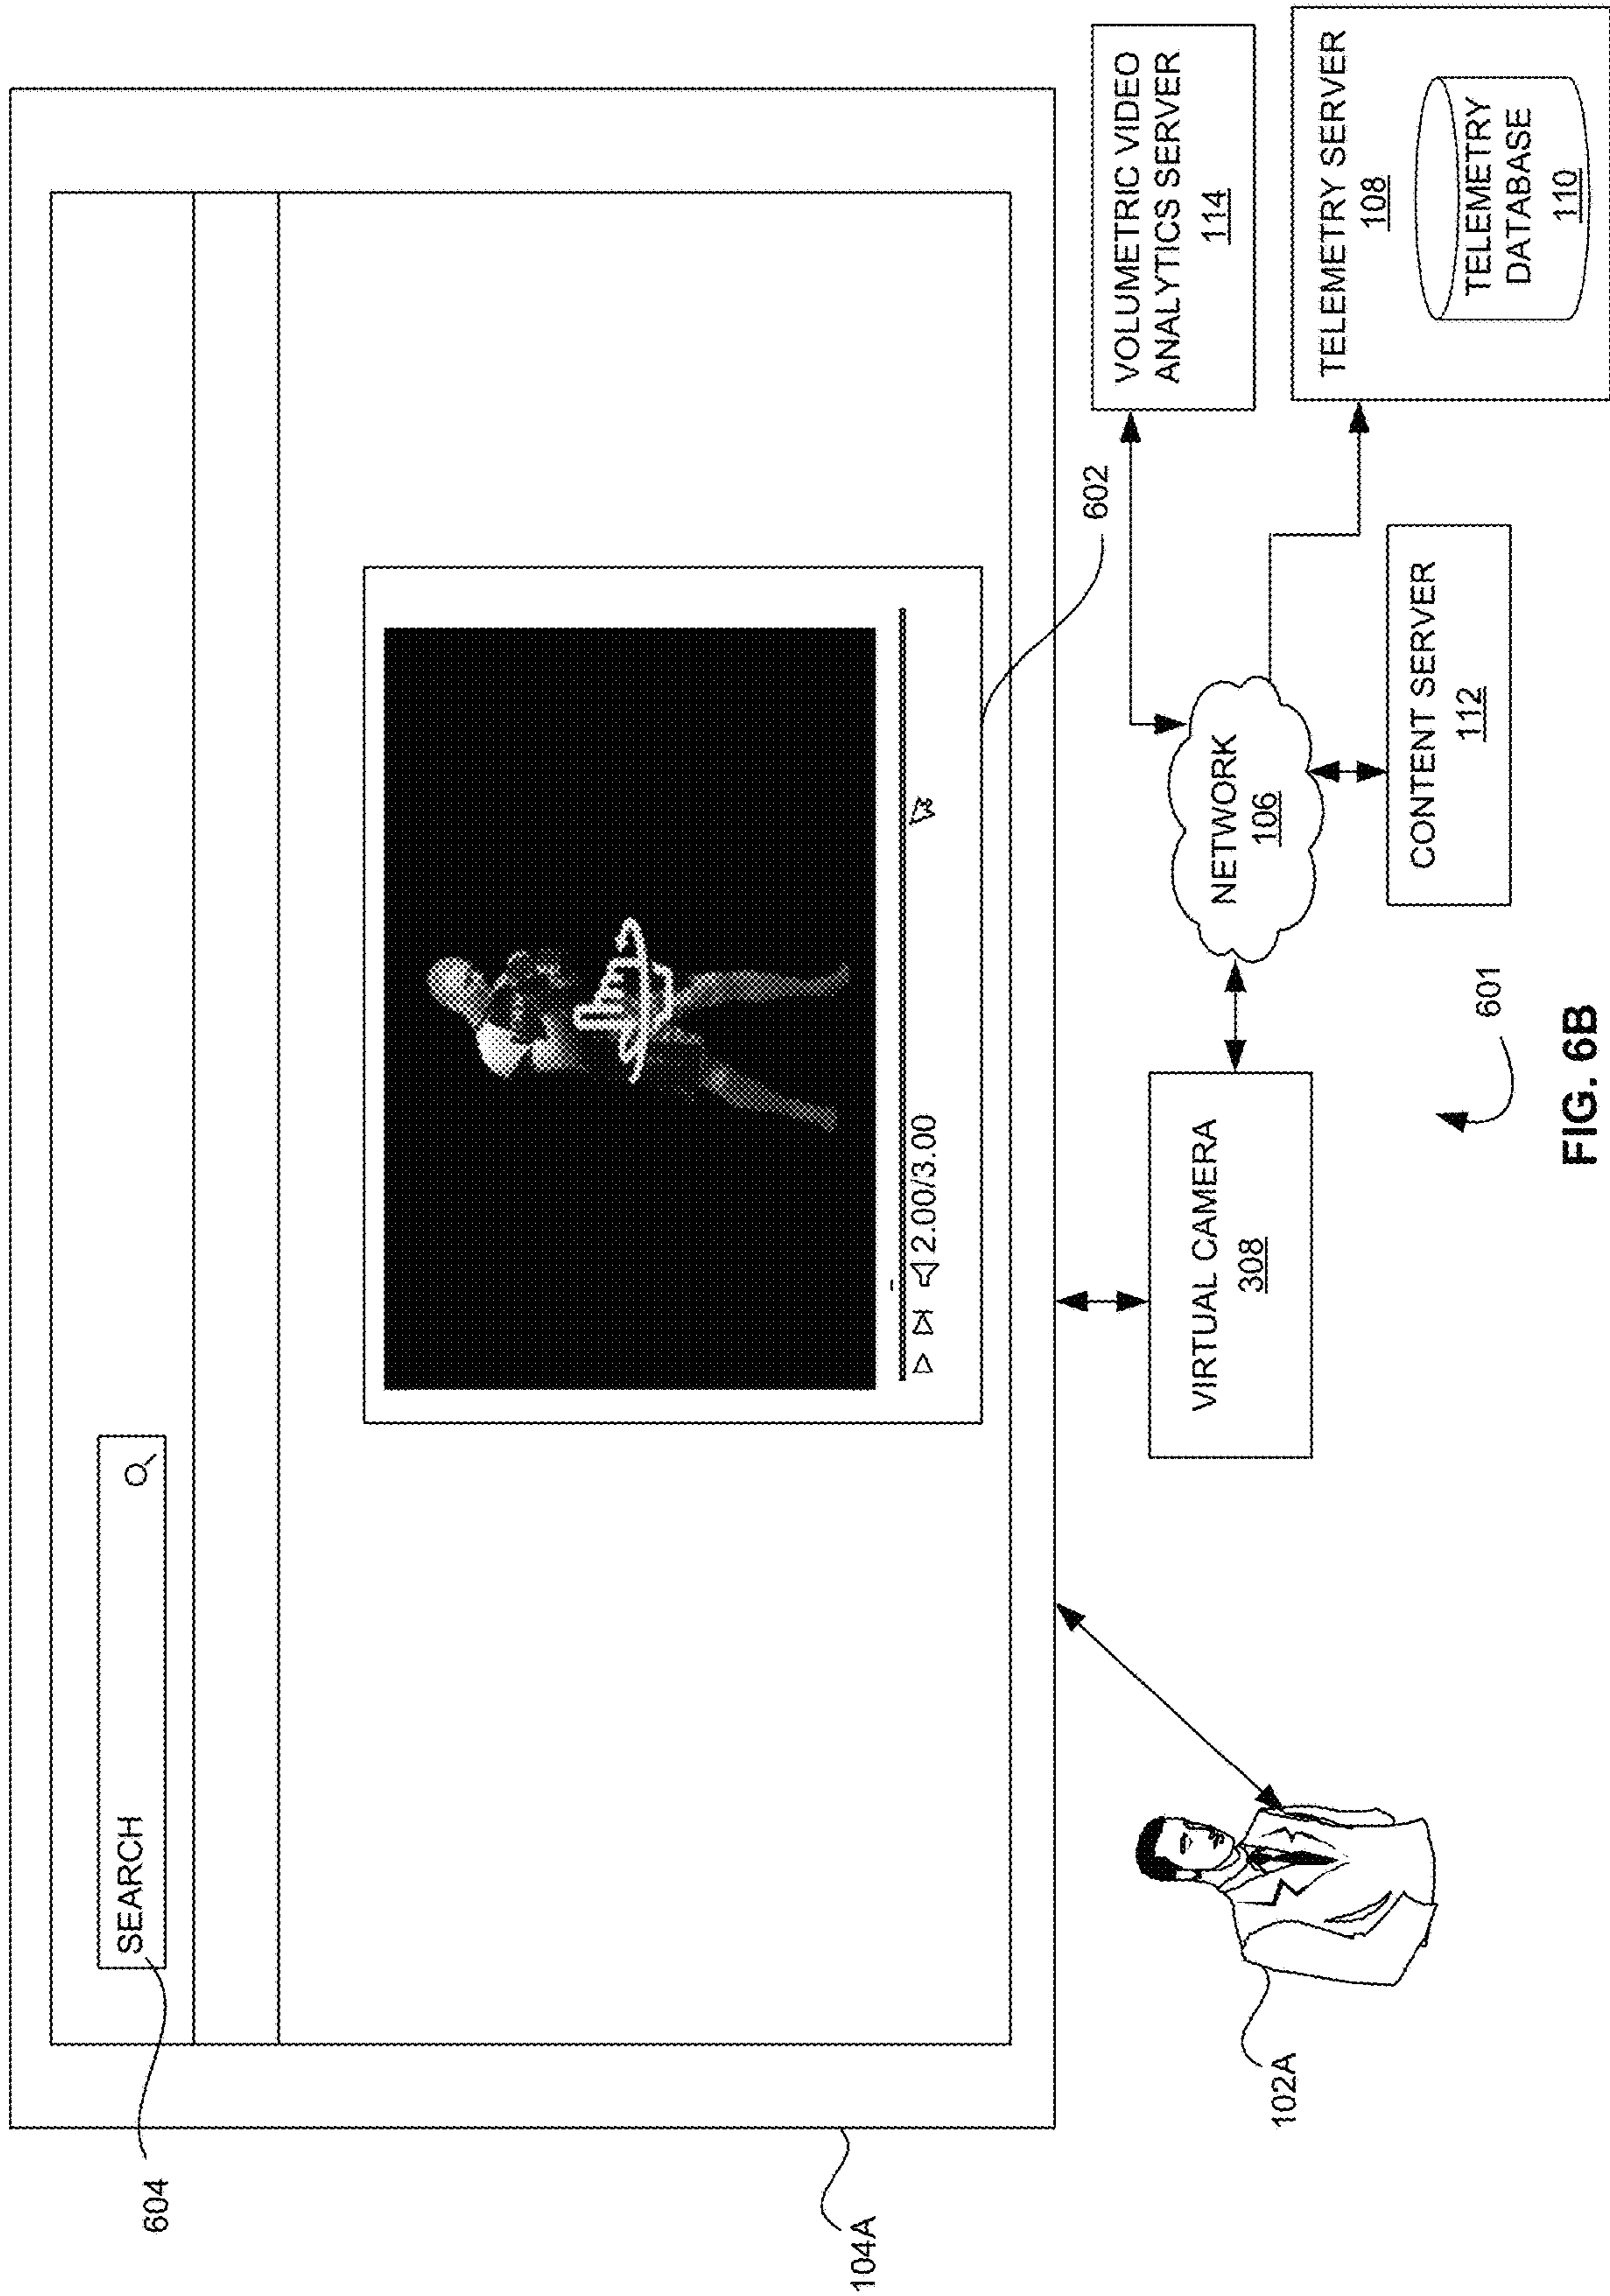 604
SEARCH
104A
2.00/3.00
602
102A
VIRTUAL CAMERA
308
NETWORK
106
VOLUMETRIC VIDEO
ANALYTICS SERVER
114
CONTENT SERVER
112
TELEMETRY SERVER
108
TELEMETRY
DATABASE
110
601
FIG. 6B